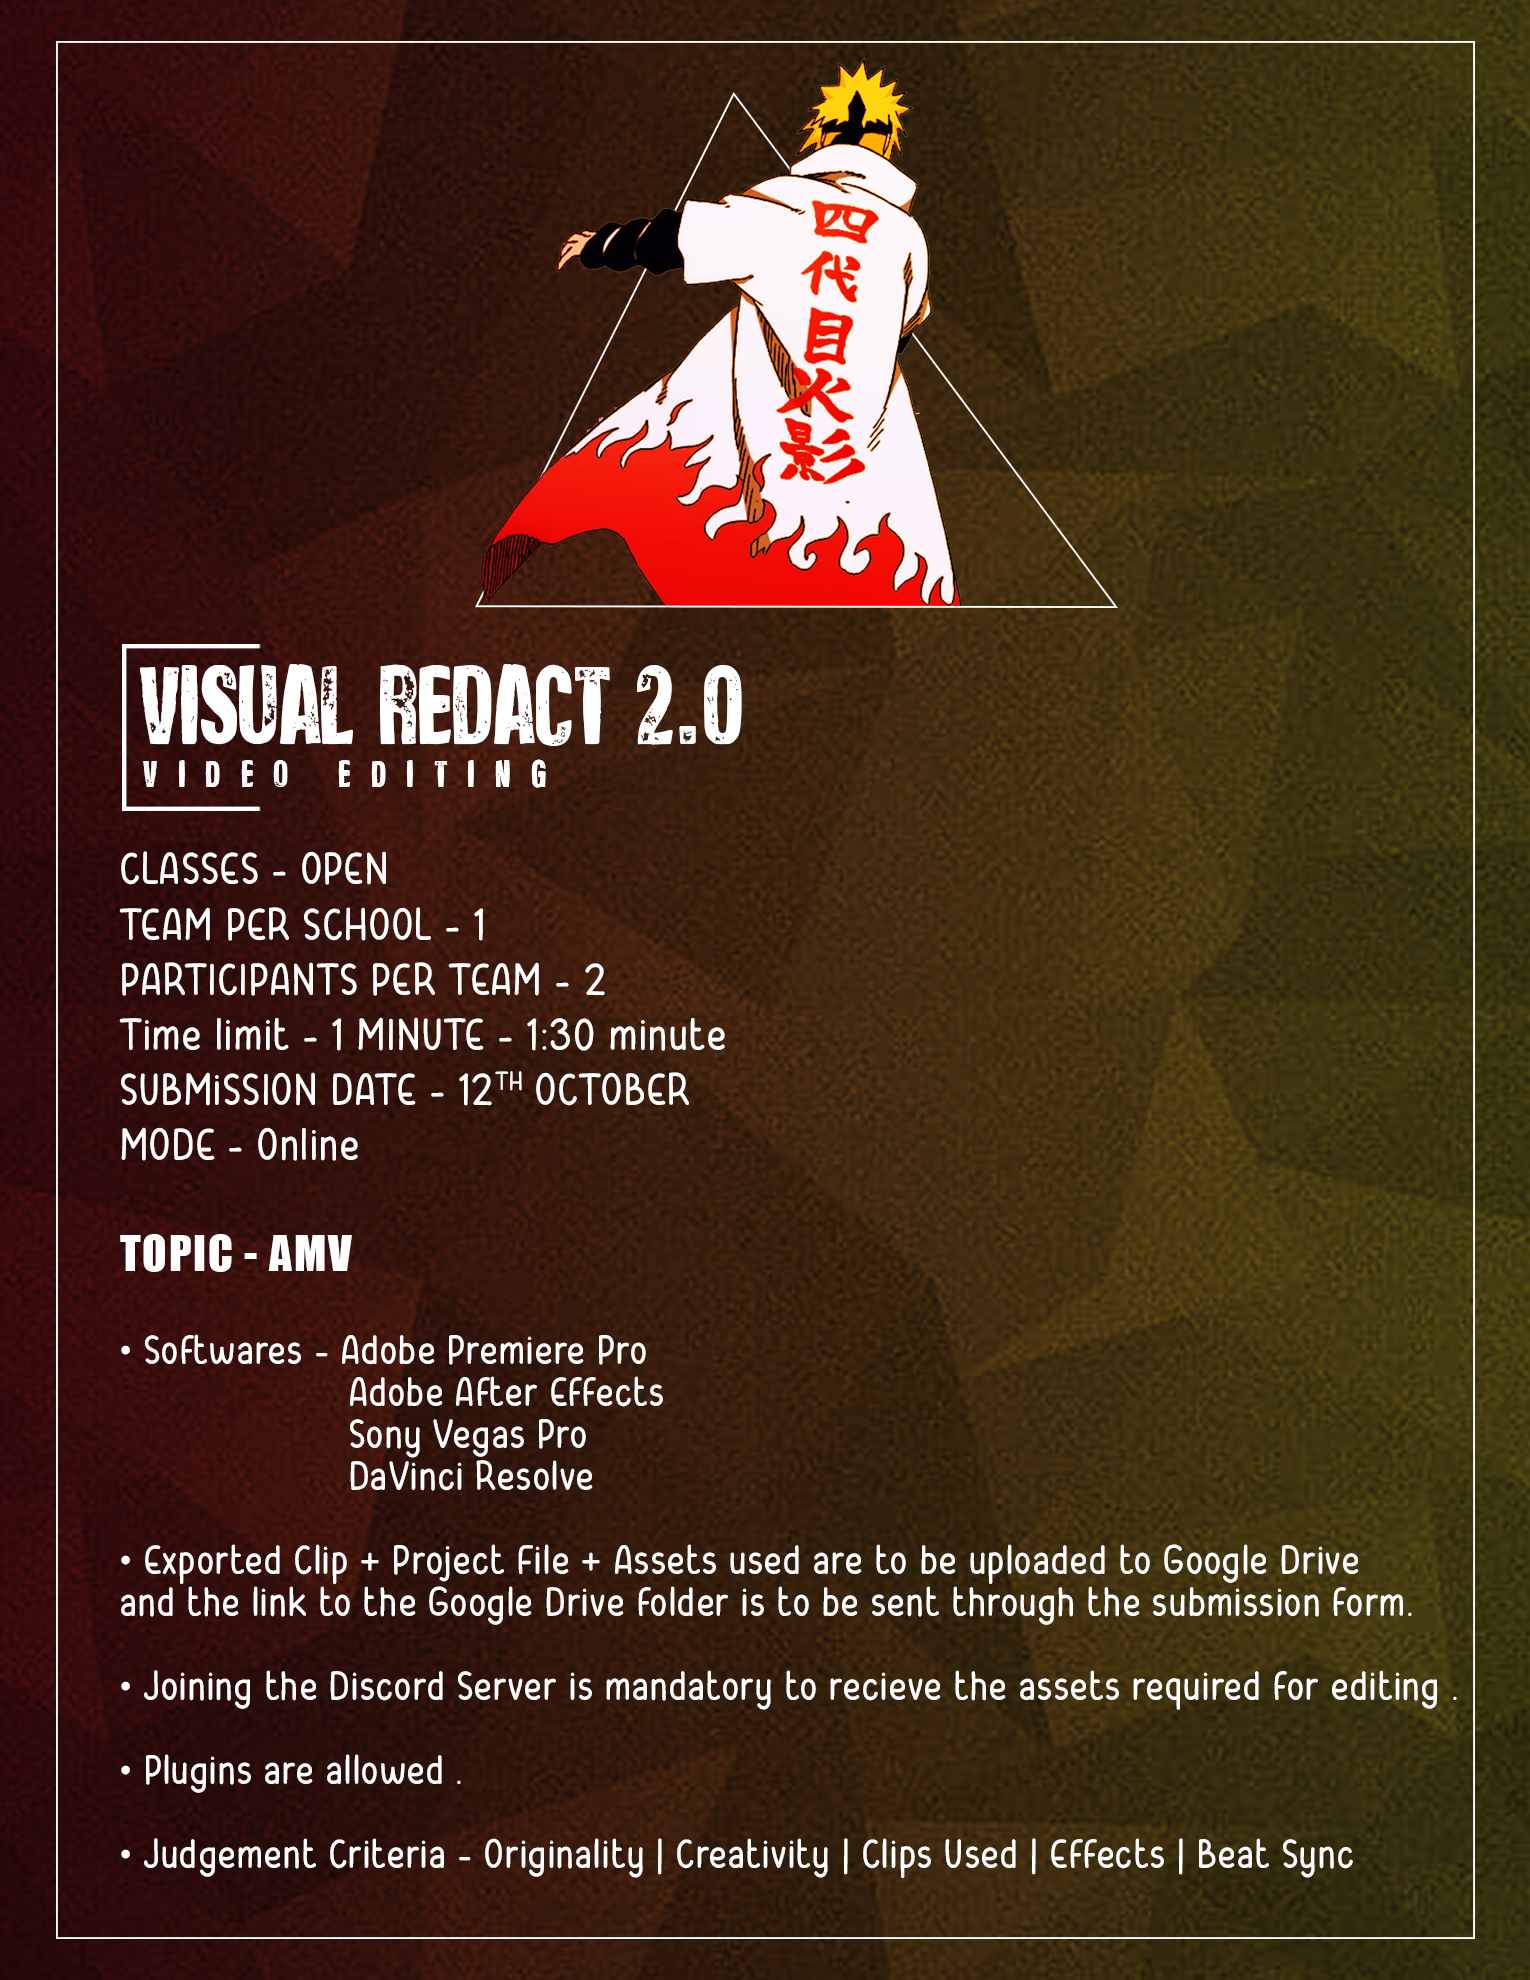 四
代
目
火
影
VISUAL REDACT 2.0
VIDEO EDITING
CLASSES - OPEN
TEAM PER SCHOOL - 1
PARTICIPANTS PER TEAM - 2
Time limit - 1 MINUTE - 1:30 minute
SUBMiSSION DATE - 12TH OCTOBER
MODE - Online
TOPIC - AMV
• Softwares - Adobe Premiere Pro
Adobe After Effects
Sony Vegas Pro
DaVinci Resolve
• Exported Clip + Project File + Assets used are to be uploaded to Google Drive
and the link to the Google Drive folder is to be sent through the submission form.
• Joining the Discord Server is mandatory to recieve the assets required for editing .
• Plugins are allowed .
• Judgement Criteria - Originality | Creativity | Clips Used | Effects | Beat Sync